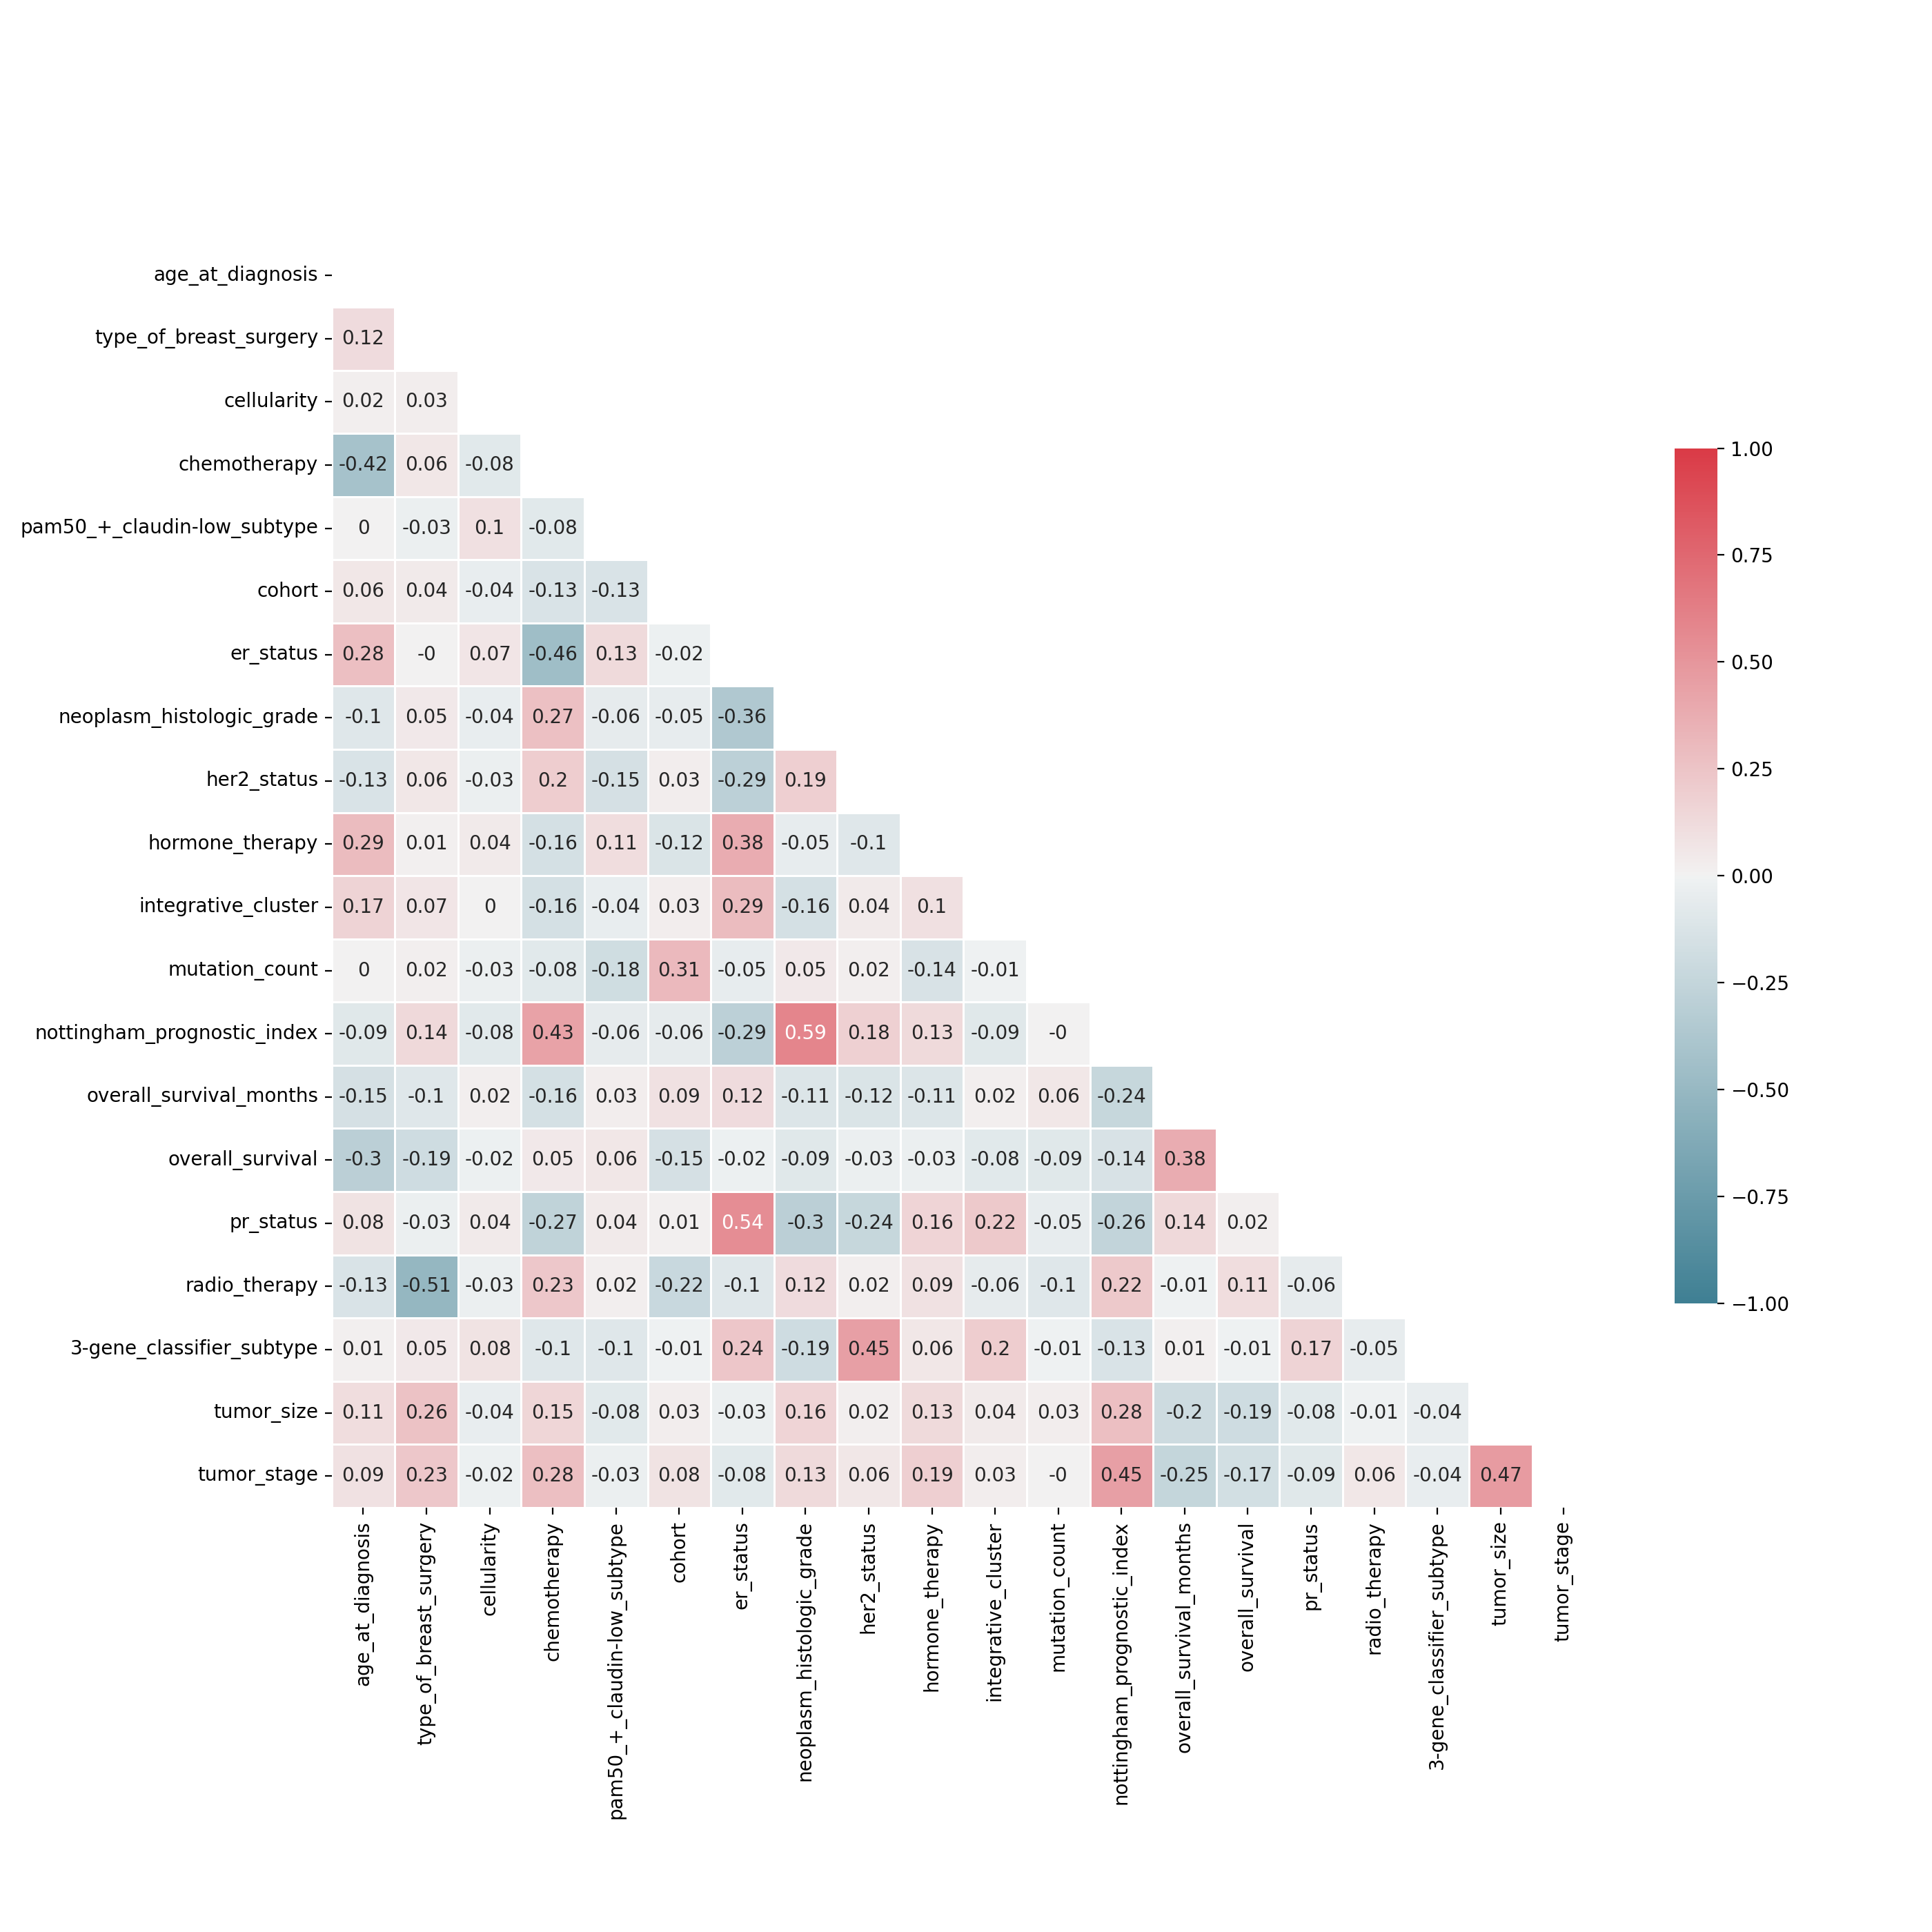 age_at_diagnosis
type_of_breast_surgery 0.12
cellularity 0.02 0.03
chemotherapy -0.42 0.06 -0.08
pam50_+_claudin-low_subtype 0 -0.03 0.1 -0.08
cohort 0.06 0.04 -0.04 -0.13 -0.13
er_status 0.28 -0 0.07 -0.46 0.13 -0.02
neoplasm_histologic_grade -0.1 0.05 -0.04 0.27 -0.06 -0.05 -0.36
her2_status -0.13 0.06 -0.03 0.2 -0.15 0.03 -0.29 0.19
hormone_therapy 0.29 0.01 0.04 -0.16 0.11 -0.12 0.38 -0.05 -0.1
integrative_cluster 0.17 0.07 0 -0.16 -0.04 0.03 0.29 -0.16 0.04 0.1
mutation_count 0 0.02 -0.03 -0.08 -0.18 0.31 -0.05 0.05 0.02 -0.14 -0.01
nottingham_prognostic_index -0.09 0.14 -0.08 0.43 -0.06 -0.06 -0.29 0.59 0.18 0.13 -0.09 -0
overall_survival_months -0.15 -0.1 0.02 -0.16 0.03 0.09 0.12 -0.11 -0.12 -0.11 0.02 0.06 -0.24
overall_survival -0.3 -0.19 -0.02 0.05 0.06 -0.15 -0.02 -0.09 -0.03 -0.03 -0.08 -0.09 -0.14 0.38
pr_status 0.08 -0.03 0.04 -0.27 0.04 0.01 0.54 -0.3 -0.24 0.16 0.22 -0.05 -0.26 0.14 0.02
radio_therapy -0.13 -0.51 -0.03 0.23 0.02 -0.22 -0.1 0.12 0.02 0.09 -0.06 -0.1 0.22 -0.01 0.11 -0.06
3-gene_classifier_subtype 0.01 0.05 0.08 -0.1 -0.1 -0.01 0.24 -0.19 0.45 0.06 0.2 -0.01 -0.13 0.01 -0.01 0.17 -0.05
tumor_size 0.11 0.26 -0.04 0.15 -0.08 0.03 -0.03 0.16 0.02 0.13 0.04 0.03 0.28 -0.2 -0.19 -0.08 -0.01 -0.04
tumor_stage 0.09 0.23 -0.02 0.28 -0.03 0.08 -0.08 0.13 0.06 0.19 0.03 -0 0.45 -0.25 -0.17 -0.09 0.06 -0.04 0.47
age_at_diagnosis
type_of_breast_surgery
cellularity
chemotherapy
pam50_+_claudin-low_subtype
cohort
er_status
neoplasm_histologic_grade
her2_status
hormone_therapy
integrative_cluster
mutation_count
nottingham_prognostic_index
overall_survival_months
overall_survival
pr_status
radio_therapy
3-gene_classifier_subtype
tumor_size
tumor_stage
1.00
0.75
0.50
0.25
0.00
−0.25
−0.50
−0.75
−1.00